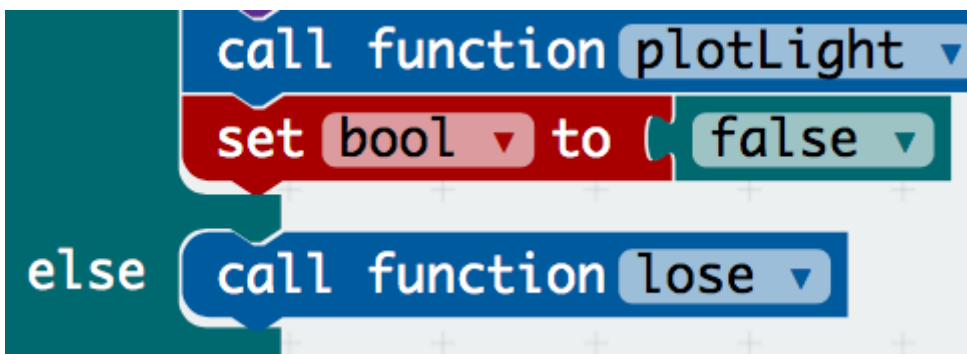 call function plotLight
set bool to false
else call function lose